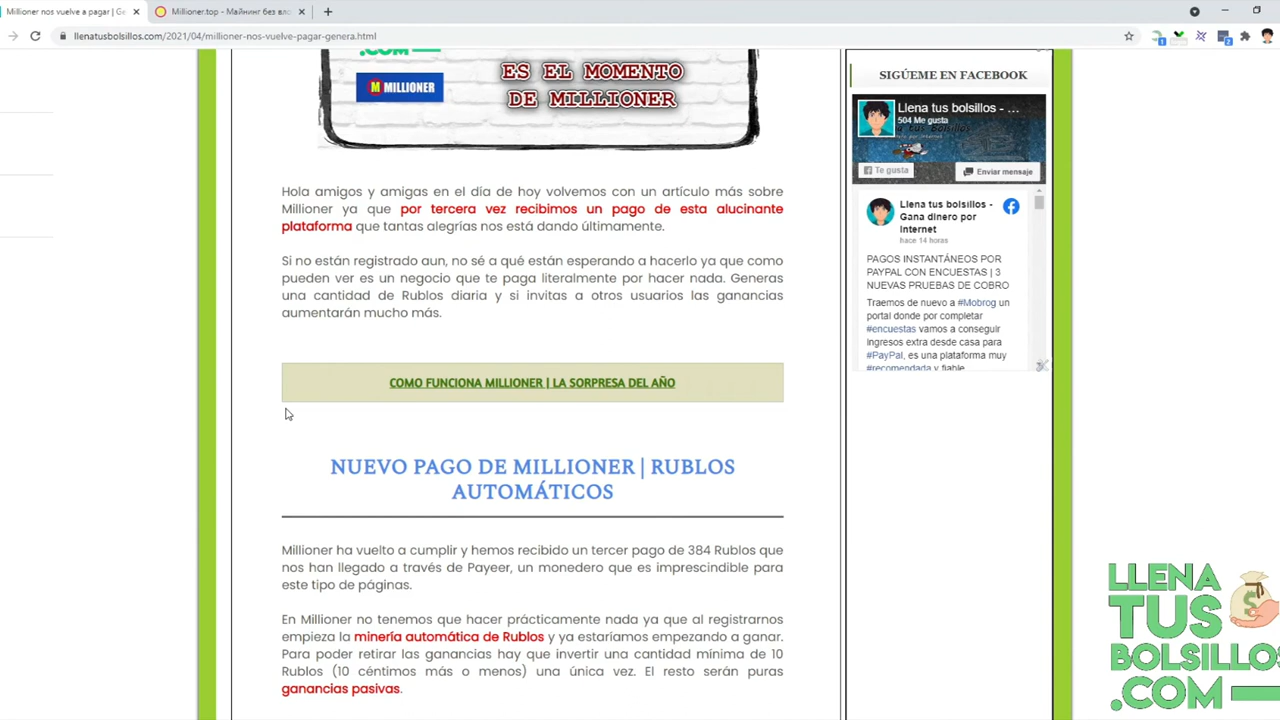 Millioner nos vuelve a pagar | G
Millioner.top - Майнинг без вло
llenatusbolsillos.com/2021/04/millioner-nos-vuelve-pagar-genera.html
.COM
MILLIONER
ES EL MOMENTO
DE MILLIONER
Hola amigos y amigas en el día de hoy volvemos con un artículo más sobre
Millioner ya que por tercera vez recibimos un pago de esta alucinante
plataforma que tantas alegrías nos está dando últimamente.
Si no están registrado aun, no sé a qué están esperando a hacerlo ya que como
pueden ver es un negocio que te paga literalmente por hacer nada. Generas
una cantidad de Rublos diaria y si invitas a otros usuarios las ganancias
aumentarán mucho más.
COMO FUNCIONA MILLIONER | LA SORPRESA DEL AÑO
NUEVO PAGO DE MILLIONER | RUBLOS
AUTOMÁTICOS
Millioner ha vuelto a cumplir y hemos recibido un tercer pago de 384 Rublos que
nos han llegado a través de Payeer, un monedero que es imprescindible para
este tipo de páginas.
En Millioner no tenemos que hacer prácticamente nada ya que al registrarnos
empieza la minería automática de Rublos y ya estaríamos empezando a ganar.
Para poder retirar las ganancias hay que invertir una cantidad mínima de 10
Rublos (10 céntimos más o menos) una única vez. El resto serán puras
ganancias pasivas.
SIGÚEME EN FACEBOOK
Llena tus bolsillos - ...
504 Me gusta
Te gusta
Enviar mensaje
Llena tus bolsillos -
Gana dinero por
Internet
hace 14 horas
PAGOS INSTANTÁNEOS POR
PAYPAL CON ENCUESTAS | 3
NUEVAS PRUEBAS DE COBRO
Traemos de nuevo a #Mobrog un
portal donde por completar
#encuestas vamos a conseguir
ingresos extra desde casa para
#PayPal, es una plataforma muy
#recomendada y fiable
LLENA
TUS
BOLSILLOS
.COM